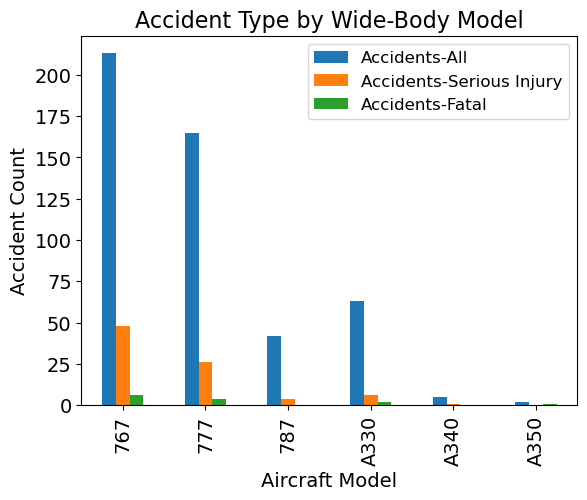 Accident Type by Wide-Body Model
Accidents-All
Accidents-Serious Injury
Accidents-Fatal
200
175
150
125
100
75
50
25
0
Accident Count
767
777
787
A330
A340
A350
Aircraft Model